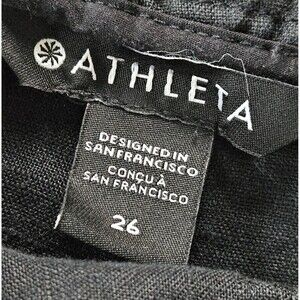 ATHLETA
DESIGNED IN
SAN FRANCISCO
CONÇU À
SAN FRANCISCO
26